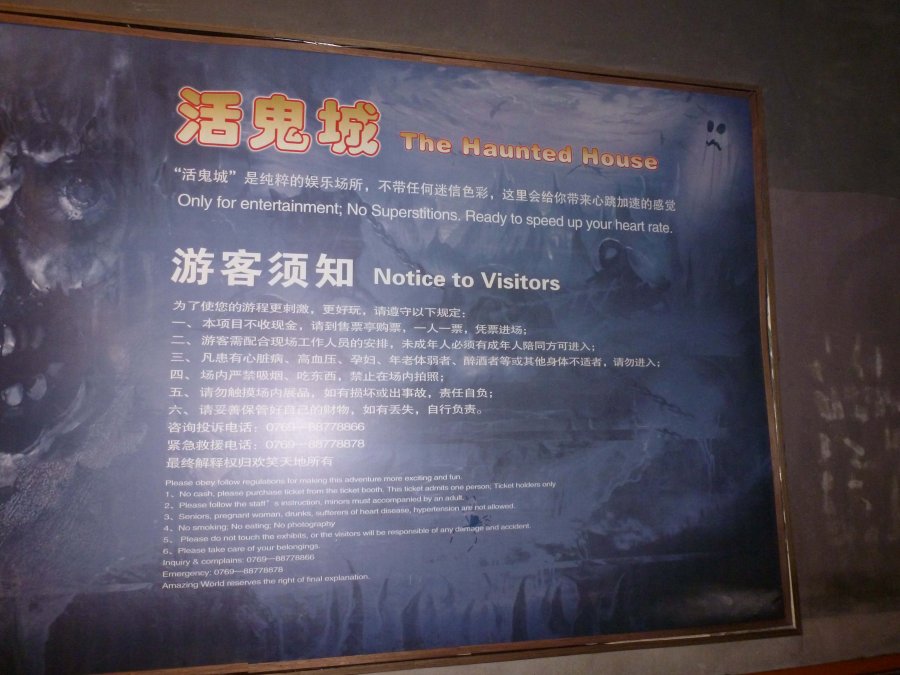 活鬼城 The Haunted House
“活鬼城”是纯粹的娱乐场所，不带任何迷信色彩，这里会给你带来心跳加速的感觉
Only for entertainment; No Superstitions. Ready to speed up your heart rate.
游客须知 Notice to Visitors
为了使您的游程更刺激，更好玩，请遵守以下规定：
一、本项目不收现金，请到售票亭购票，一人一票，凭票进场；
二、游客需配合现场工作人员的安排，未成年人必须有成年人陪同方可进入；
三、凡患有心脏病、高血压、孕妇、年老体弱者、醉酒者等或其他身体不适者，请勿进入；
四、场内严禁吸烟、吃东西，禁止在场内拍照；
五、请勿触摸场内展品，如有损坏或出事故，责任自负；
六、请妥善保管好自己的财物，如有丢失，自行负责。
咨询投诉电话：0769—88778866
紧急救援电话：0769—88778878
最终解释权归欢笑天地所有
Please obey follow regulations for making this adventure more exciting and fun.
1、No cash, please purchase ticket from the ticket booth. This ticket admits one person; Ticket holders only
2、Please follow the staff’s instruction, minors must accompanied by an adult.
3、Seniors, pregnant woman, drunks, sufferers of heart disease, hypertension are not allowed.
4、No smoking; No eating; No photography
5、Please do not touch the exhibits, or the visitors will be responsible of any damage and accident.
6、Please take care of your belongings.
Inquiry & complains: 0769—88778866
Emergency: 0769—88778878
Amazing World reserves the right of final explanation.